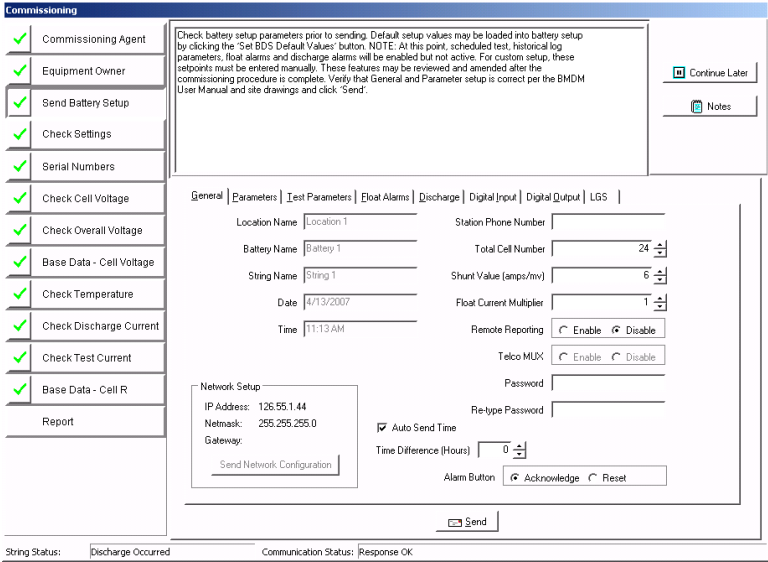 Commissioning
Commissioning Agent
Equipment Owner
Send Battery Setup
Check Settings
Serial Numbers
Check Cell Voltage
Check Overall Voltage
Base Data - Cell Voltage
Check Temperature
Check Discharge Current
Check Test Current
Base Data - Cell R
Report
Check battery setup parameters prior to sending. Default setup values may be loaded into battery setup
by clicking the 'Set BDS Default Values' button. NOTE: At this point, scheduled test, historical log
parameters, float alarms and discharge alarms will be enabled but not active. For custom setup, these
setpoints must be entered manually. These features may be reviewed and amended after the
commissioning procedure is complete. Verify that General and Parameter setup is correct per the BMDM
User Manual and site drawings and click 'Send'.
Continue Later
Notes
General Parameters Test Parameters Float Alarms Discharge Digital Input Digital Output LGS
Location Name Location 1
Battery Name Battery 1
String Name String 1
Date 4/13/2007
Time 11:13 AM
Station Phone Number
Total Cell Number 24
Shunt Value (amps/mv) 6
Float Current Multiplier 1
Remote Reporting Enable Disable
Telco MUX Enable Disable
Password
Re-type Password
Network Setup
IP Address: 126.55.1.44
Netmask: 255.255.255.0
Gateway:
Send Network Configuration
Auto Send Time
Time Difference (Hours) 0
Alarm Button Acknowledge Reset
Send
String Status: Discharge Occurred Communication Status: Response OK